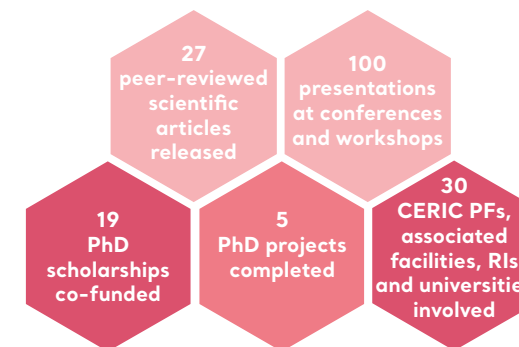 27
peer-reviewed
scientific
articles
released
100
presentations
at conferences
and workshops
19
PhD
scholarships
co-funded
5
PhD projects
completed
30
CERIC PFs,
associated
facilities, RIs
and universitie
involved